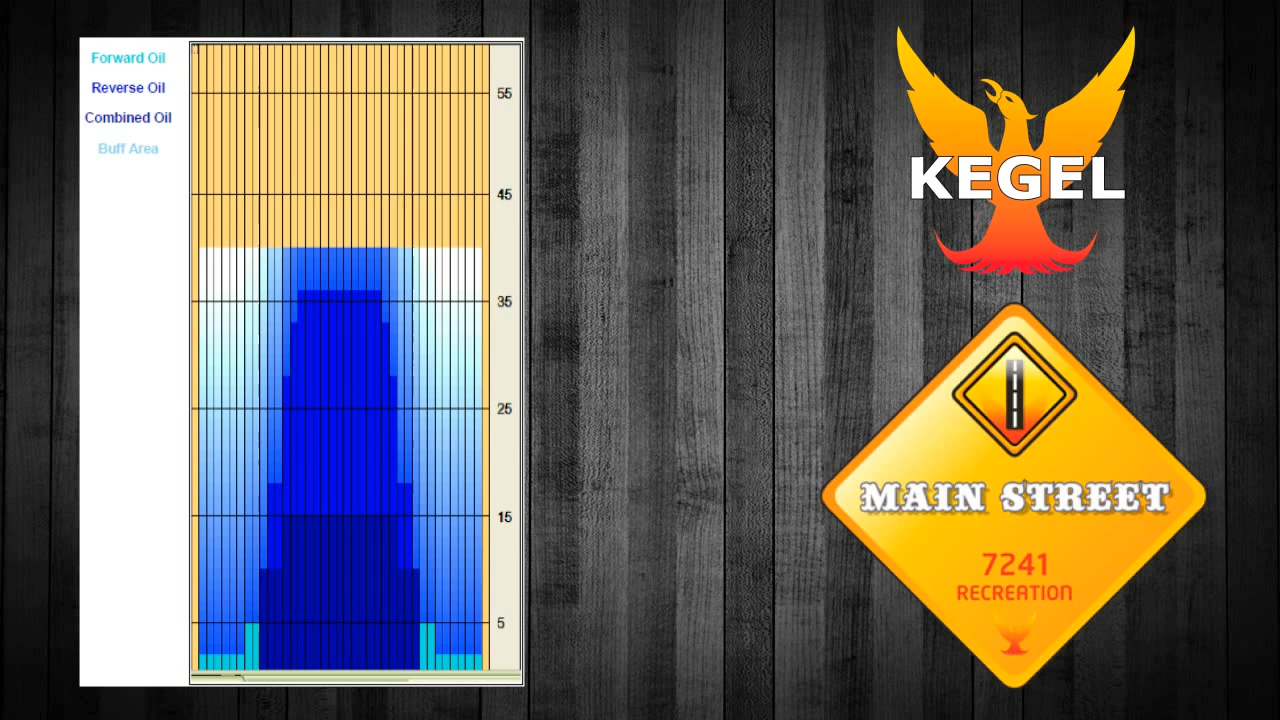 Forward Oil
Reverse Oil
Combined Oil
Buff Area
55
45
35
25
15
5
KEGEL
MAIN STREET
7241
RECREATION